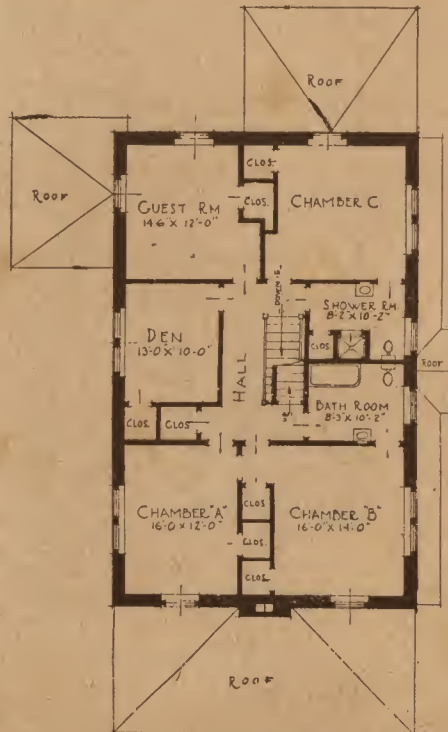 ROOF
ROOF
CLOS.
CLOS.
GUEST RM
14'6" X 12'-0"
CHAMBER C.
DOWN-15
SHOWER RM
8'-2" X 10'-2"
DEN
13'-0" X 10'-0"
HALL
CLOS
ROOF
UP
BATH ROOM
8'-3" X 10'-2"
CLOS.
CLOS
CHAMBER "A"
16'-0 X 12'-0"
CLOS
CHAMBER "B"
16'-0" X 14'-0"
CLOS.
CLOS.
ROOF